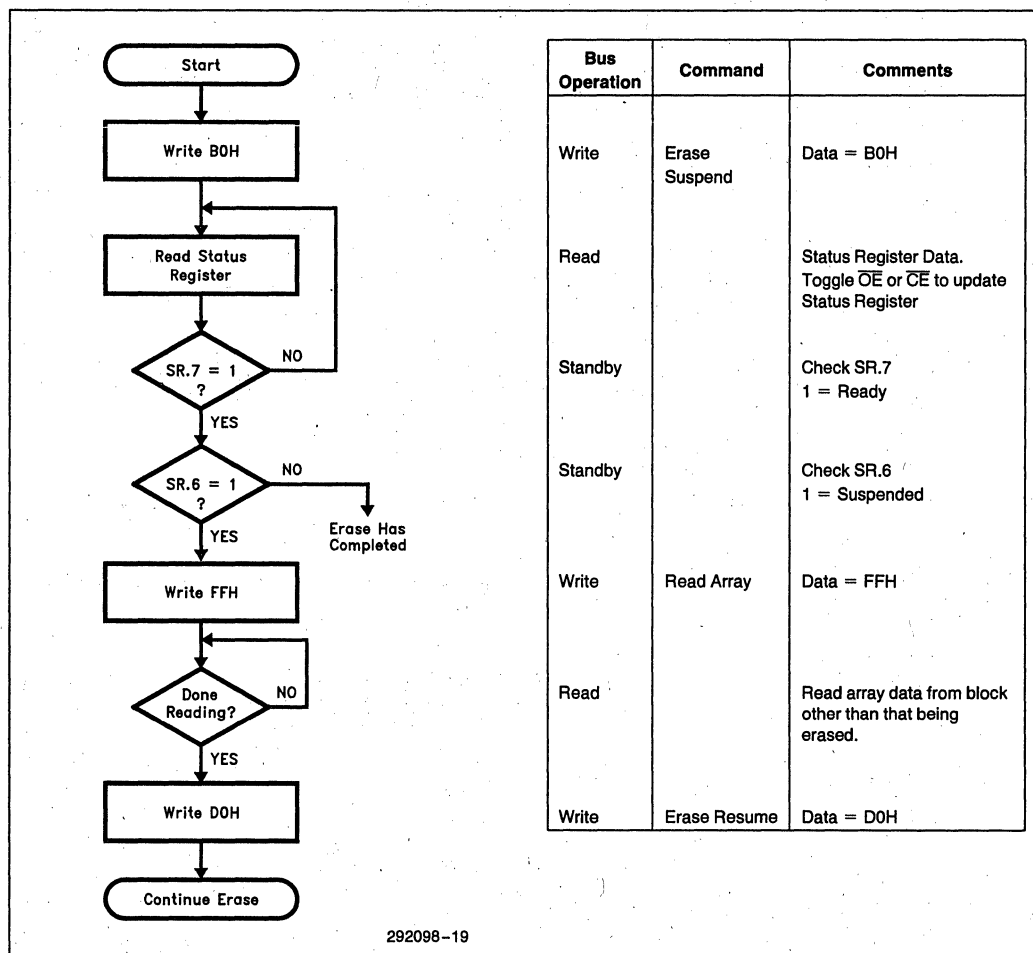 Start
Write B0H
Read Status
Register
SR.7 = 1
?
NO
YES
SR.6 = 1
?
NO
Erase Has
Completed
YES
Write FFH
Done
Reading?
NO
YES
Write D0H
Continue Erase
292098-19
Bus
Operation
Command
Comments
Write
Erase
Suspend
Data = B0H
Read
Status Register Data.
Toggle O̅E̅ or C̅E̅ to update
Status Register
Standby
Check SR.7
1 = Ready
Standby
Check SR.6
1 = Suspended
Write
Read Array
Data = FFH
Read
Read array data from block
other than that being
erased.
Write
Erase Resume
Data = D0H